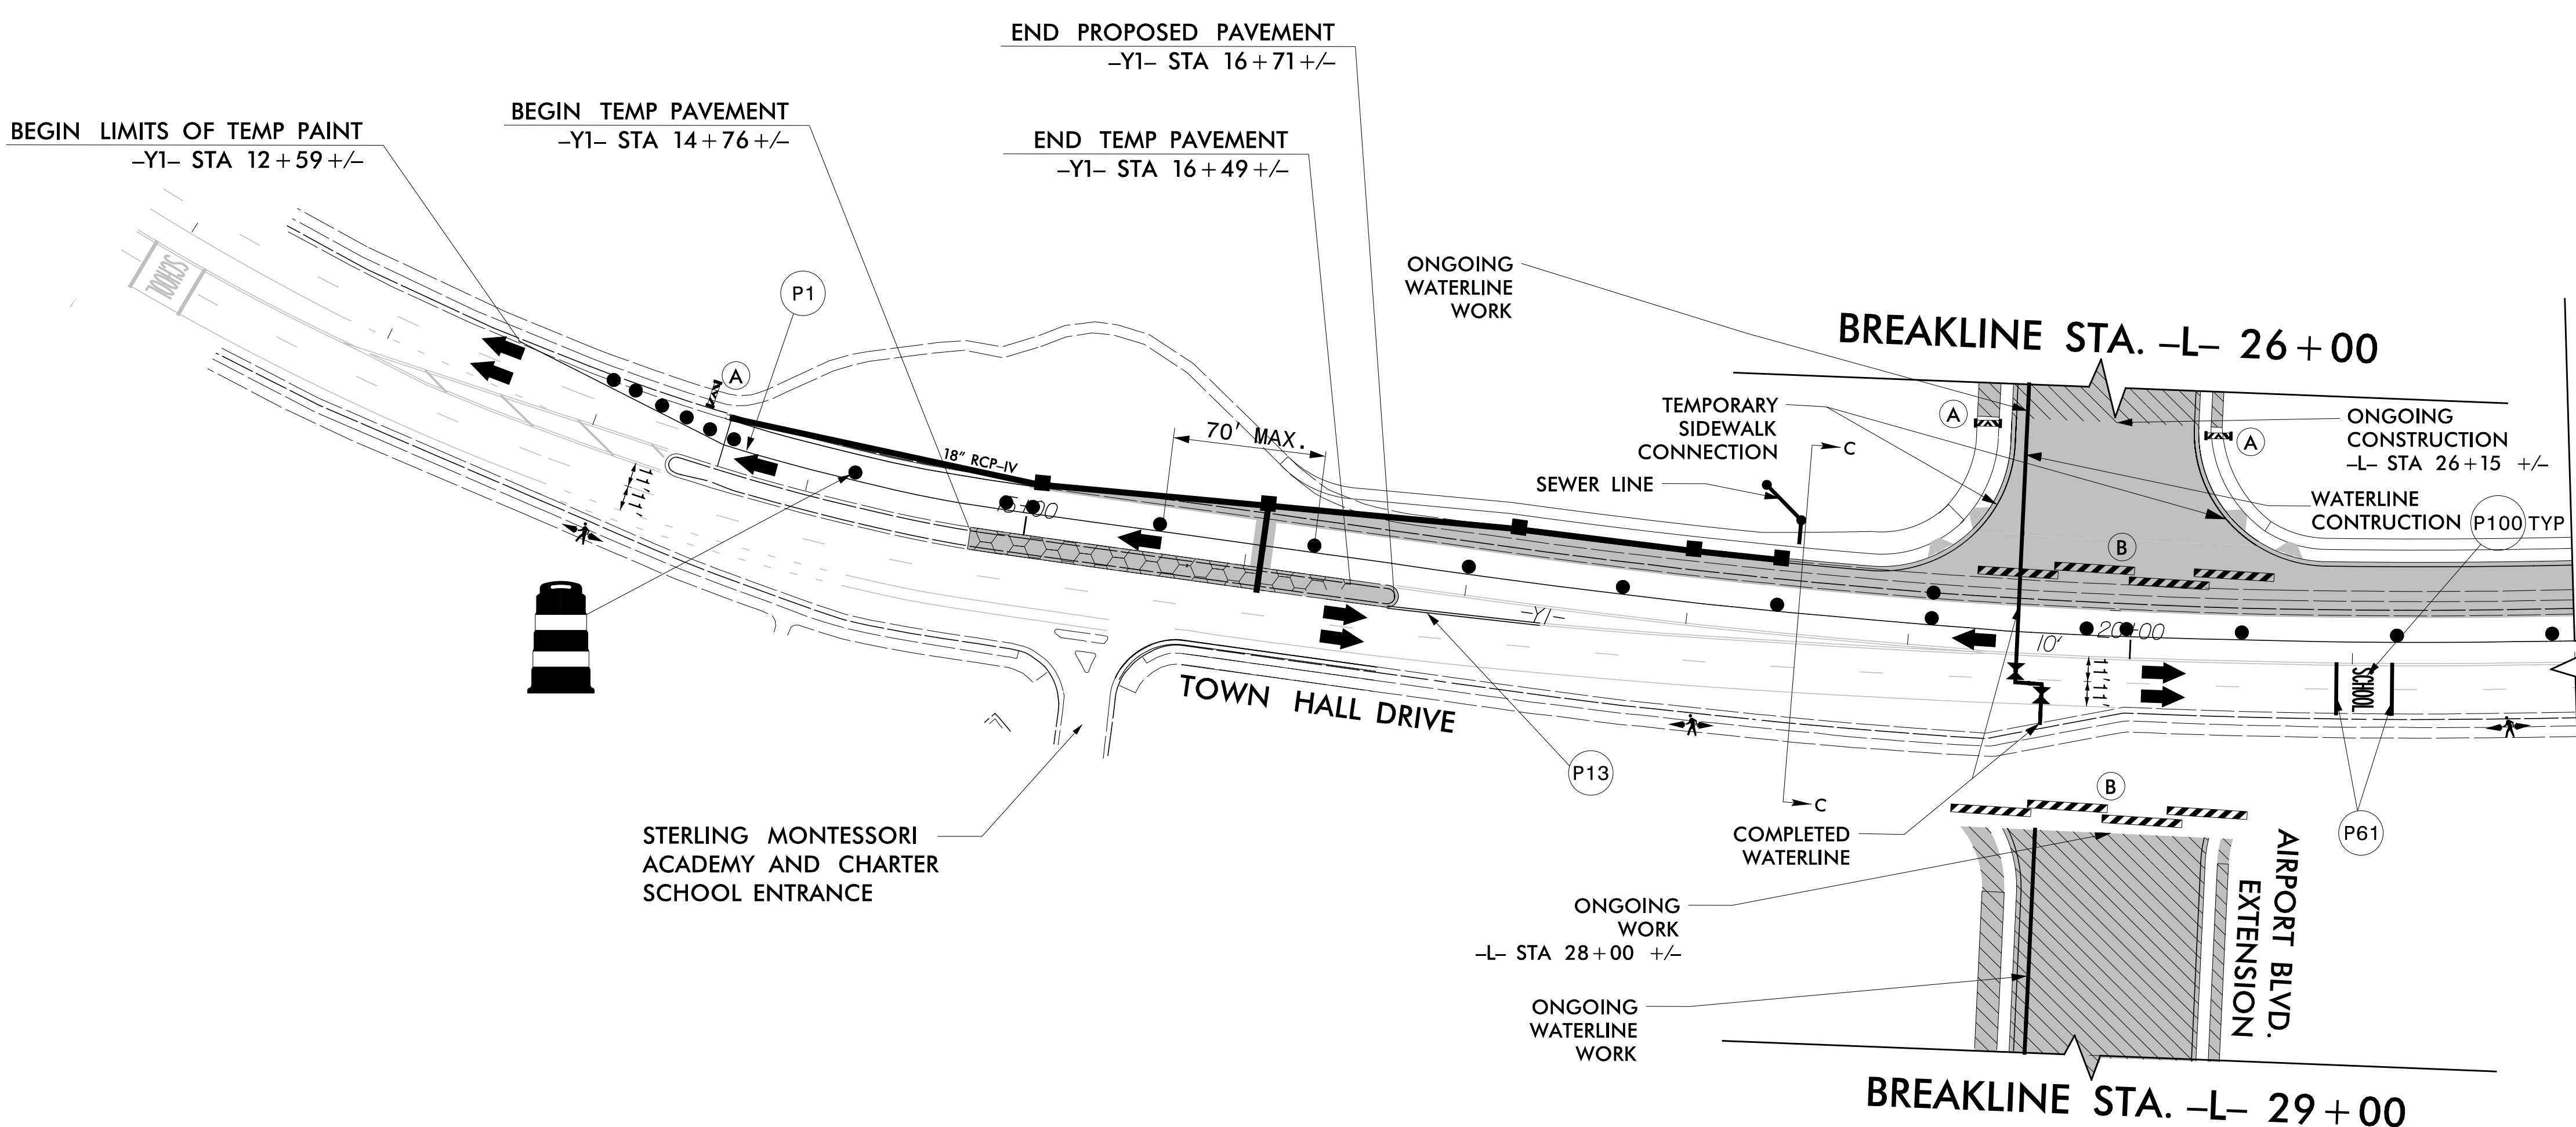 END PROPOSED PAVEMENT
–Y1– STA 16+71+/–
BEGIN TEMP PAVEMENT
–Y1– STA 14+76+/–
BEGIN LIMITS OF TEMP PAINT
–Y1– STA 12+59+/–
END TEMP PAVEMENT
–Y1– STA 16+49+/–
SCHOOL
P1
A
ONGOING
WATERLINE
WORK
BREAKLINE STA. –L– 26+00
18" RCP–IV
70' MAX.
TEMPORARY
SIDEWALK
CONNECTION
SEWER LINE
C
A
A
ONGOING
CONSTRUCTION
–L– STA 26+15 +/–
WATERLINE
CONTRUCTION
P100 TYP
B
11' 11'
15+00
–Y1–
10'
20+00
11' 11'
SCHOOL
TOWN HALL DRIVE
P13
C
B
P61
STERLING MONTESSORI
ACADEMY AND CHARTER
SCHOOL ENTRANCE
COMPLETED
WATERLINE
ONGOING
WORK
–L– STA 28+00 +/–
ONGOING
WATERLINE
WORK
AIRPORT BLVD.
EXTENSION
BREAKLINE STA. –L– 29+00